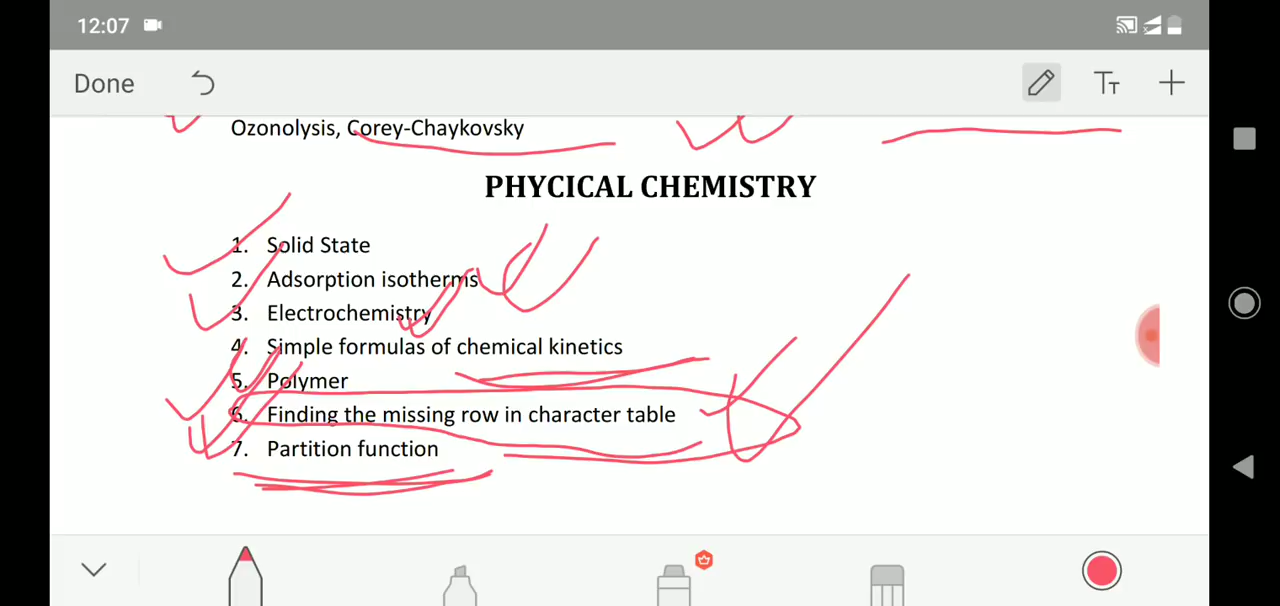 12:07
Done
TT
Ozonolysis, Corey-Chaykovsky
PHYCICAL CHEMISTRY
1. Solid State
2. Adsorption isotherms
3. Electrochemistry
4. Simple formulas of chemical kinetics
5. Polymer
6. Finding the missing row in character table
7. Partition function